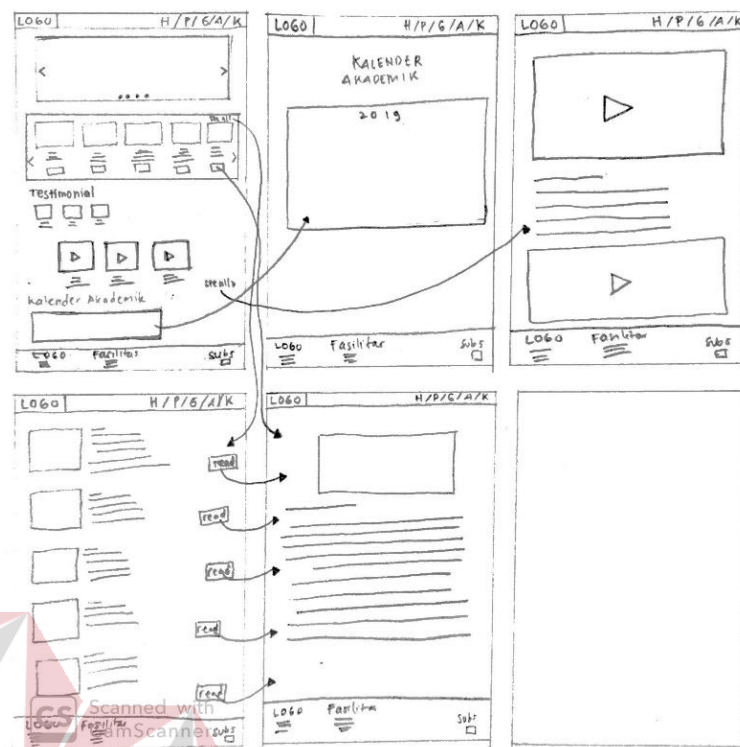 LOGO H/P/G/A/K
see all
Testimonial
see all>
Kalender Akademik
LOGO Fasilitas Subs
LOGO H/P/G/A/K
KALENDER
AKADEMIK
2019
LOGO Fasilitas Subs
LOGO H/P/G/A/K
LOGO Fasilitas Subs
LOGO H/P/G/A/K
read
read
read
read
read
LOGO Fasilitas Subs
CS Scanned with
CamScanner
LOGO H/P/G/A/K
LOGO Fasilitas Subs